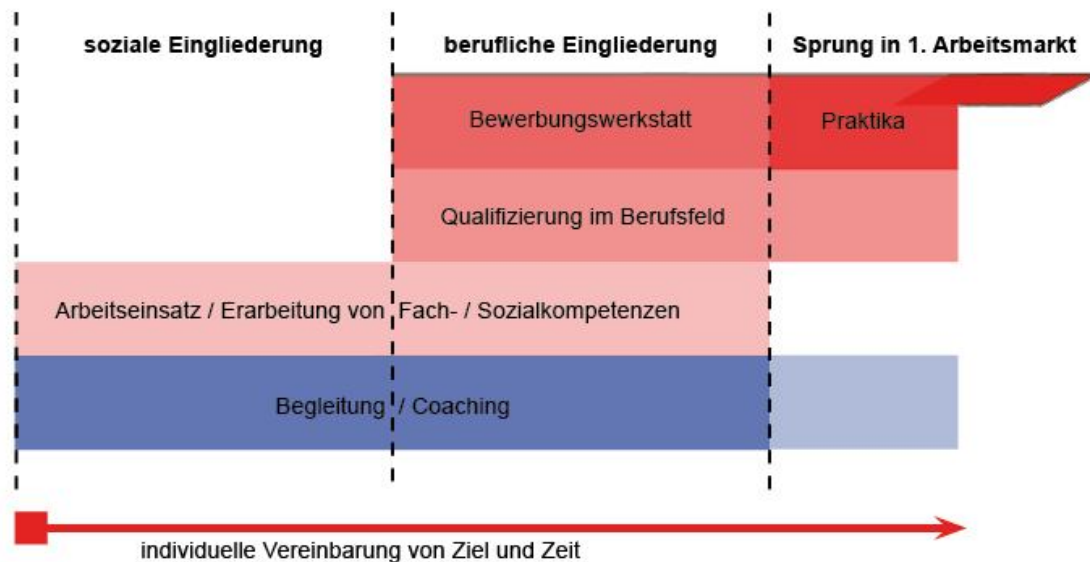 soziale Eingliederung
berufliche Eingliederung
Sprung in 1. Arbeitsmarkt
Bewerbungswerkstatt
Praktika
Qualifizierung im Berufsfeld
Arbeitseinsatz / Erarbeitung von Fach- / Sozialkompetenzen
Begleitung / Coaching
individuelle Vereinbarung von Ziel und Zeit